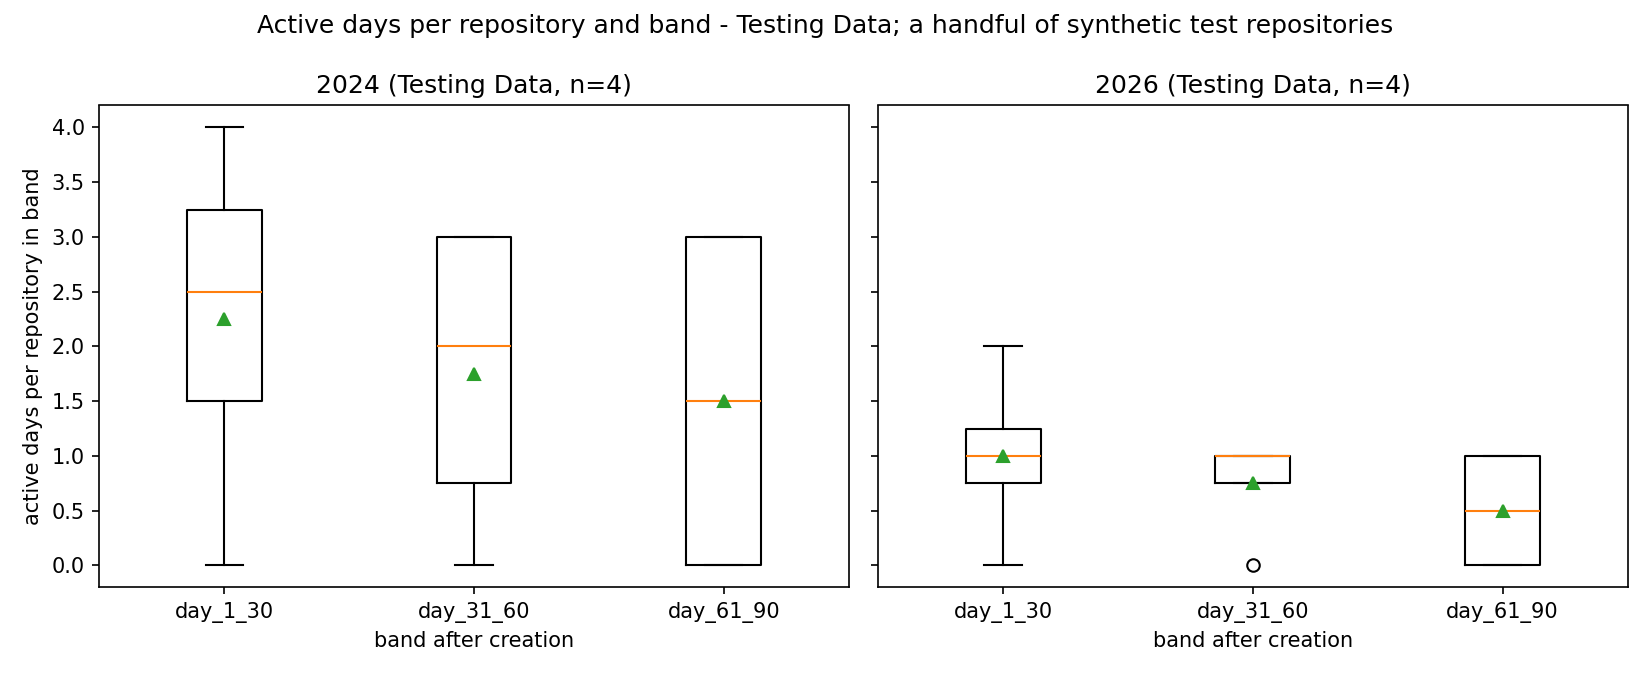 Active days per repository and band - Testing Data; a handful of synthetic test repositories
2024 (Testing Data, n=4)
active days per repository in band
4.0
3.5
3.0
2.5
2.0
1.5
1.0
0.5
0.0
day_1_30 day_31_60 day_61_90
band after creation
2026 (Testing Data, n=4)
day_1_30 day_31_60 day_61_90
band after creation